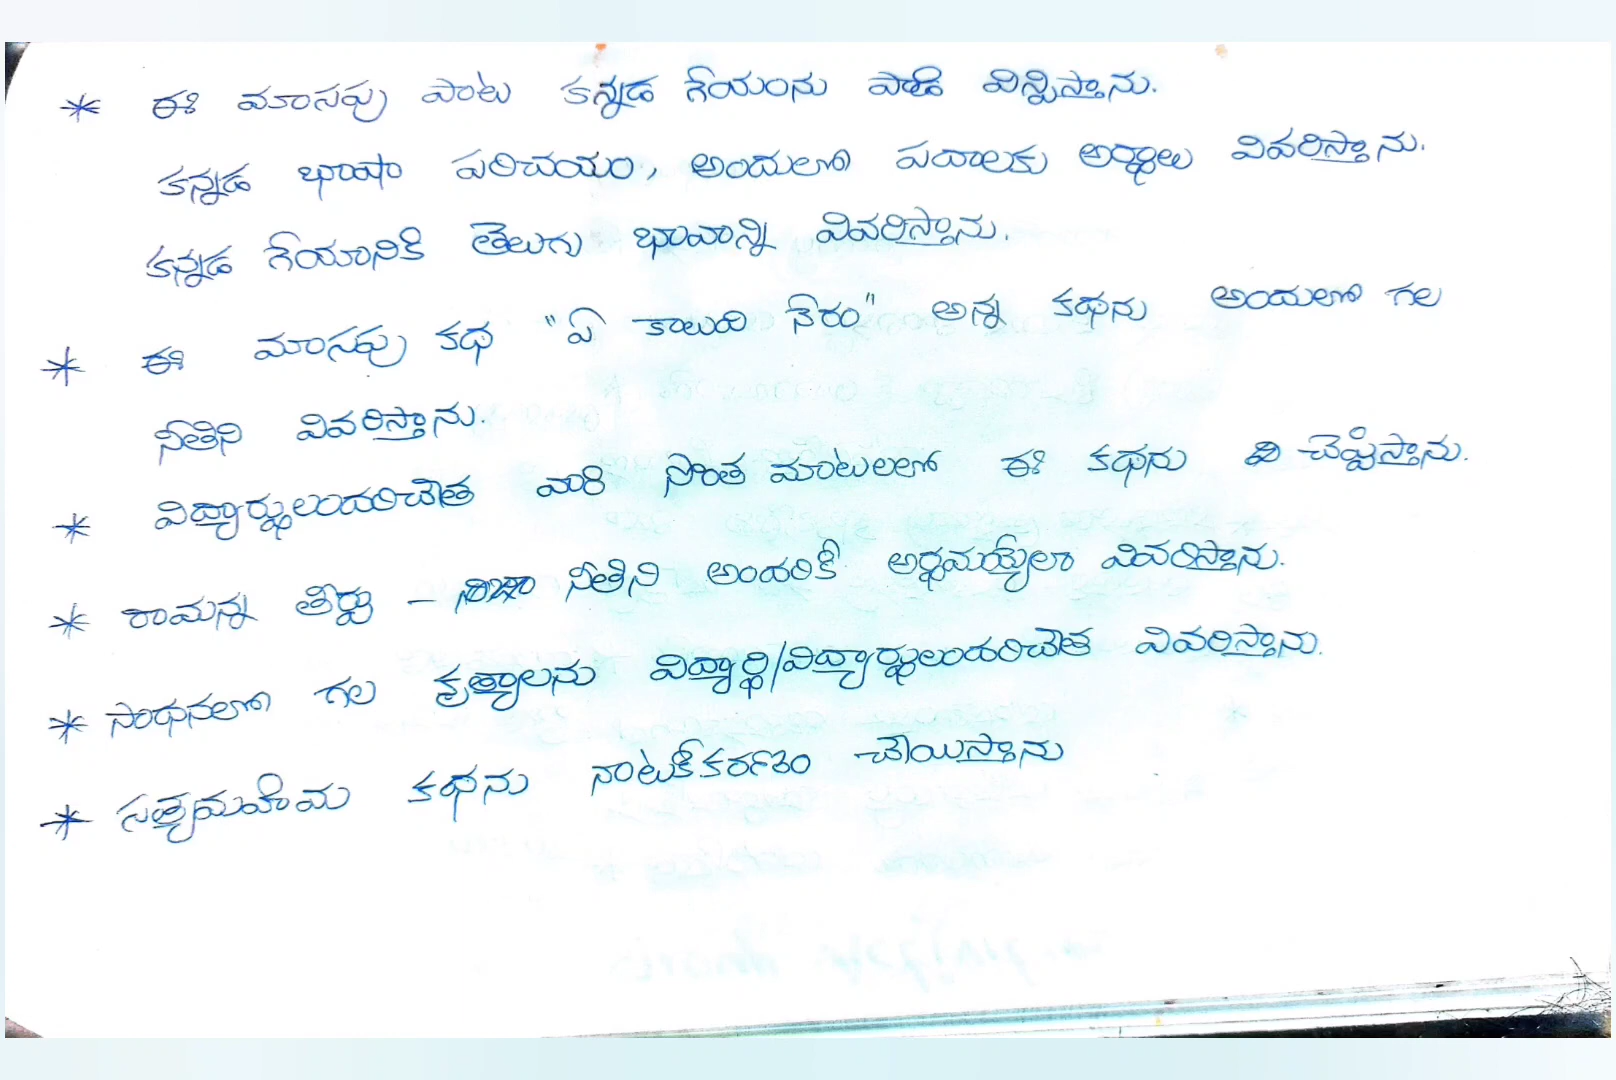 * ఈ మాసపు పాట కన్నడ గేయంను పాడి విన్పిస్తాను.
కన్నడ భాషా పరిచయం, అందులో పదాలకు అర్థాలు వివరిస్తాను.
కన్నడ గేయానికి తెలుగు భావాన్ని వివరిస్తాను.
* ఈ మాసపు కథ "ఏ కాలుది నేరం" అన్న కథను అందులో గల
నీతిని వివరిస్తాను.
* విద్యార్థులందరిచేత మరి సొంత మాటలలో ఈ కథను చెప్పిస్తాను.
* రామన్న తీర్పు - నీతిని అందరికీ అర్థమయ్యేలా వివరిస్తాను.
* సాధనలో గల కృత్యాలను విద్యార్థి/విద్యార్థులందరిచేత వివరిస్తాను.
* సత్యమహిమ కథను నాటకీకరణం చేయిస్తాను